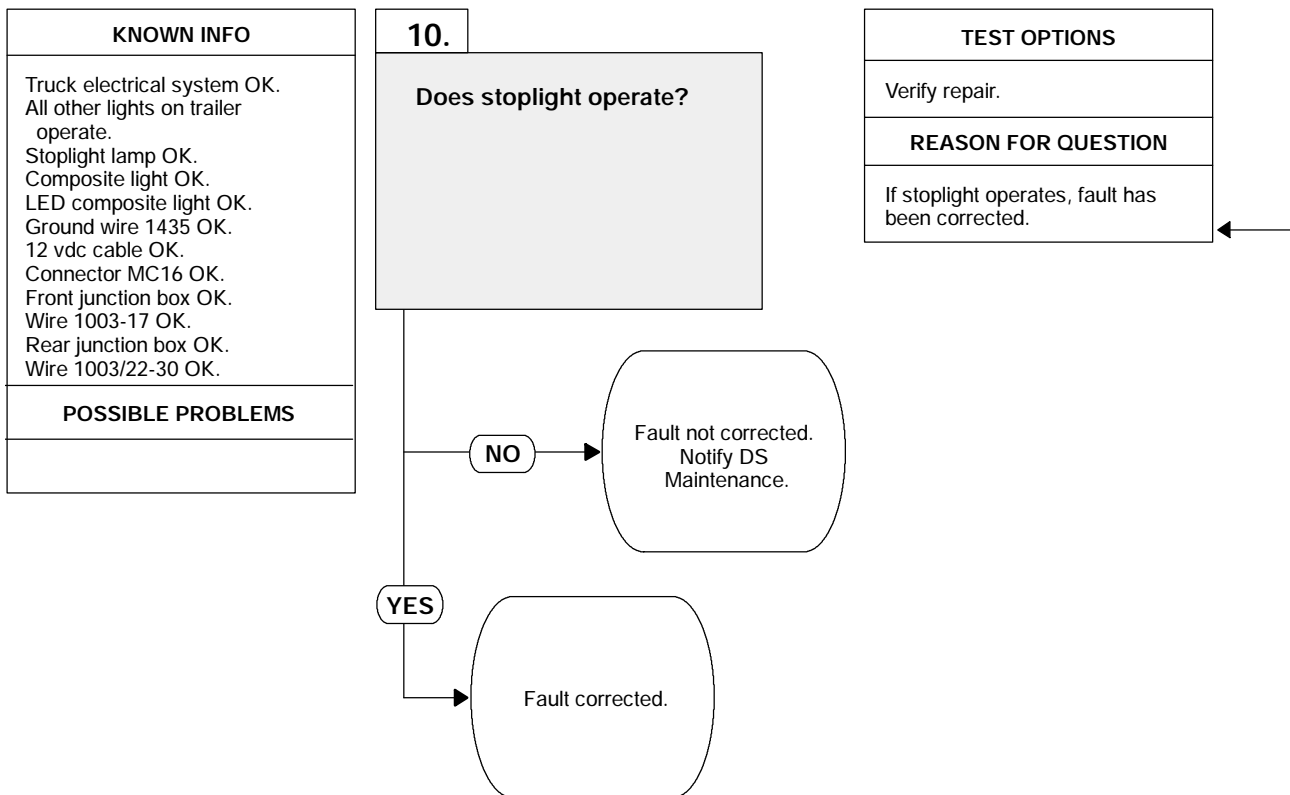 KNOWN INFO
Truck electrical system OK.
All other lights on trailer
operate.
Stoplight lamp OK.
Composite light OK.
LED composite light OK.
Ground wire 1435 OK.
12 vdc cable OK.
Connector MC16 OK.
Front junction box OK.
Wire 1003-17 OK.
Rear junction box OK.
Wire 1003/22-30 OK.
POSSIBLE PROBLEMS
10.
Does stoplight operate?
TEST OPTIONS
Verify repair.
REASON FOR QUESTION
If stoplight operates, fault has
been corrected.
NO
Fault not corrected.
Notify DS
Maintenance.
YES
Fault corrected.